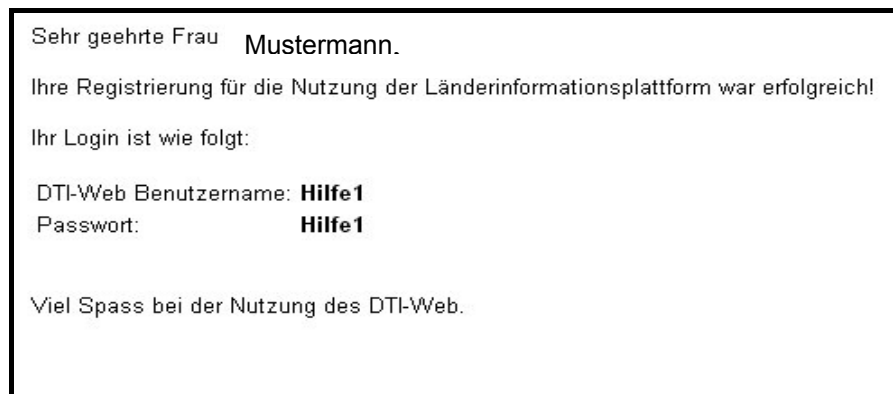 Sehr geehrte Frau Mustermann.
Ihre Registrierung für die Nutzung der Länderinformationsplattform war erfolgreich!
Ihr Login ist wie folgt:
DTI-Web Benutzername: Hilfe1
Passwort: Hilfe1
Viel Spass bei der Nutzung des DTI-Web.